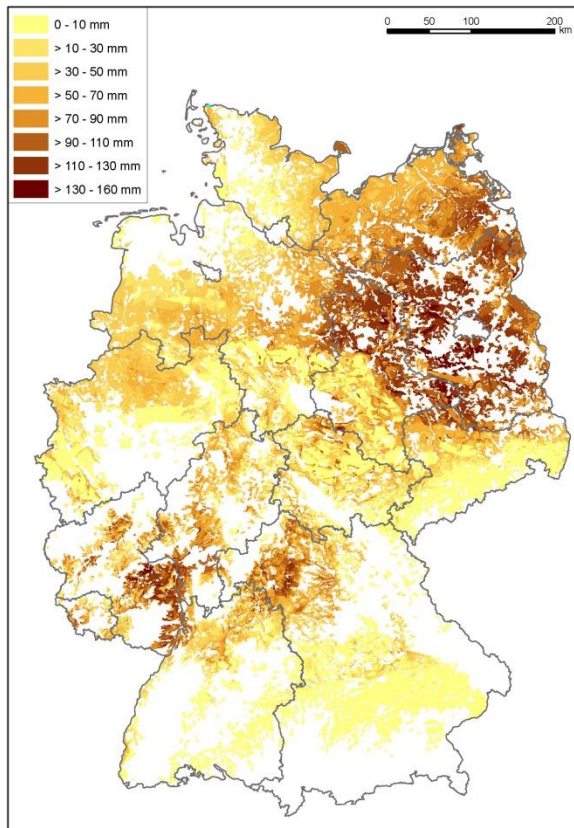 0 - 10 mm
> 10 - 30 mm
> 30 - 50 mm
> 50 - 70 mm
> 70 - 90 mm
> 90 - 110 mm
> 110 - 130 mm
> 130 - 160 mm
0 50 100 200
km